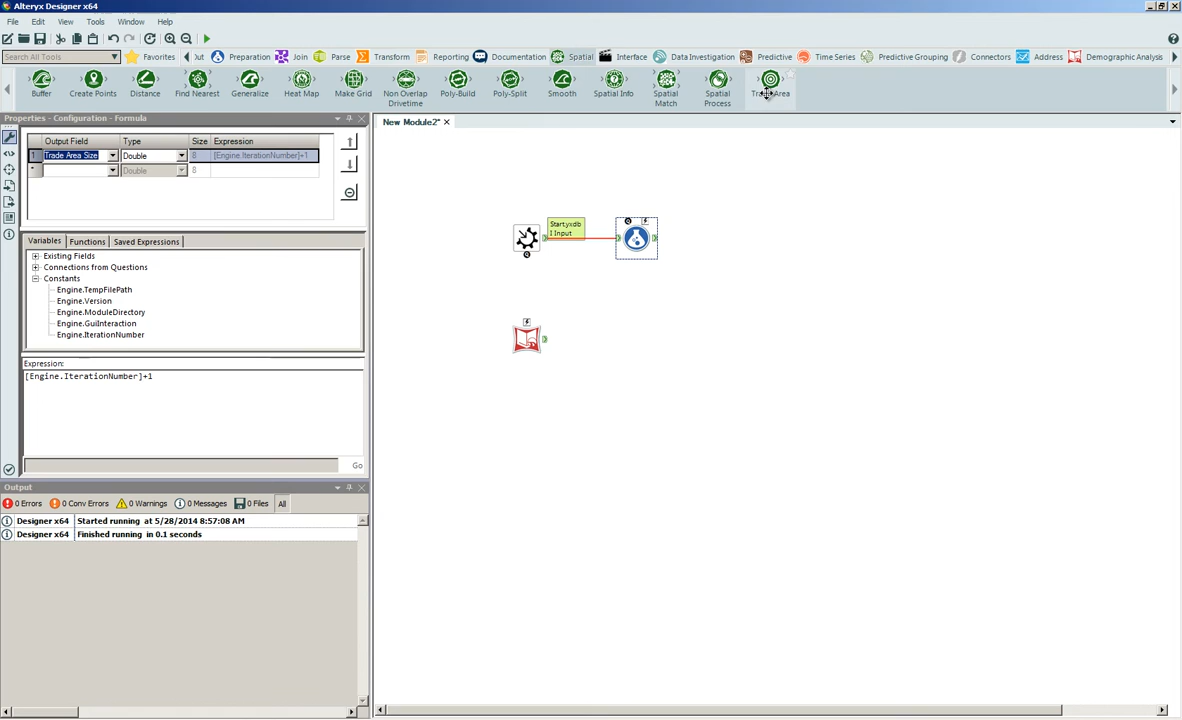 Alteryx Designer x64
File Edit View Tools Window Help
Search All Tools Out Preparation Join Parse Transform Reporting Documentation Spatial Interface Data Investigation Predictive Time Series Predictive Grouping Connectors Address Demographic Analysis
Buffer Create Points Distance Find Nearest Generalize Heat Map Make Grid Non Overlap Drivetime Poly-Build Poly-Split Smooth Spatial Info Spatial Match Spatial Process Trade Area
Properties - Configuration - Formula
New Module2*
Output Field Type Size Expression
1 Trade Area Size Double 8 [Engine.IterationNumber]+1
* Double 8
Variables Functions Saved Expressions
Existing Fields
Connections from Questions
Constants
Engine.TempFilePath
Engine.Version
Engine.ModuleDirectory
Engine.GuiInteraction
Engine.IterationNumber
Expression:
[Engine.IterationNumber]+1
Go
Startyxdb
I Input
Output
0 Errors 0 Conv Errors 0 Warnings 0 Messages 0 Files All
Designer x64 Started running at 5/28/2014 8:57:08 AM
Designer x64 Finished running in 0.1 seconds